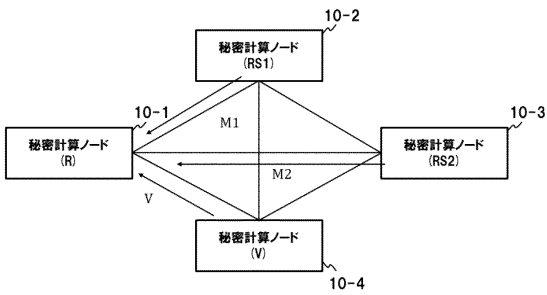 10-2
秘密計算ノード
(RS1)
10-1
秘密計算ノード
(R)
M1
10-3
秘密計算ノード
(RS2)
M2
V
秘密計算ノード
(V)
10-4